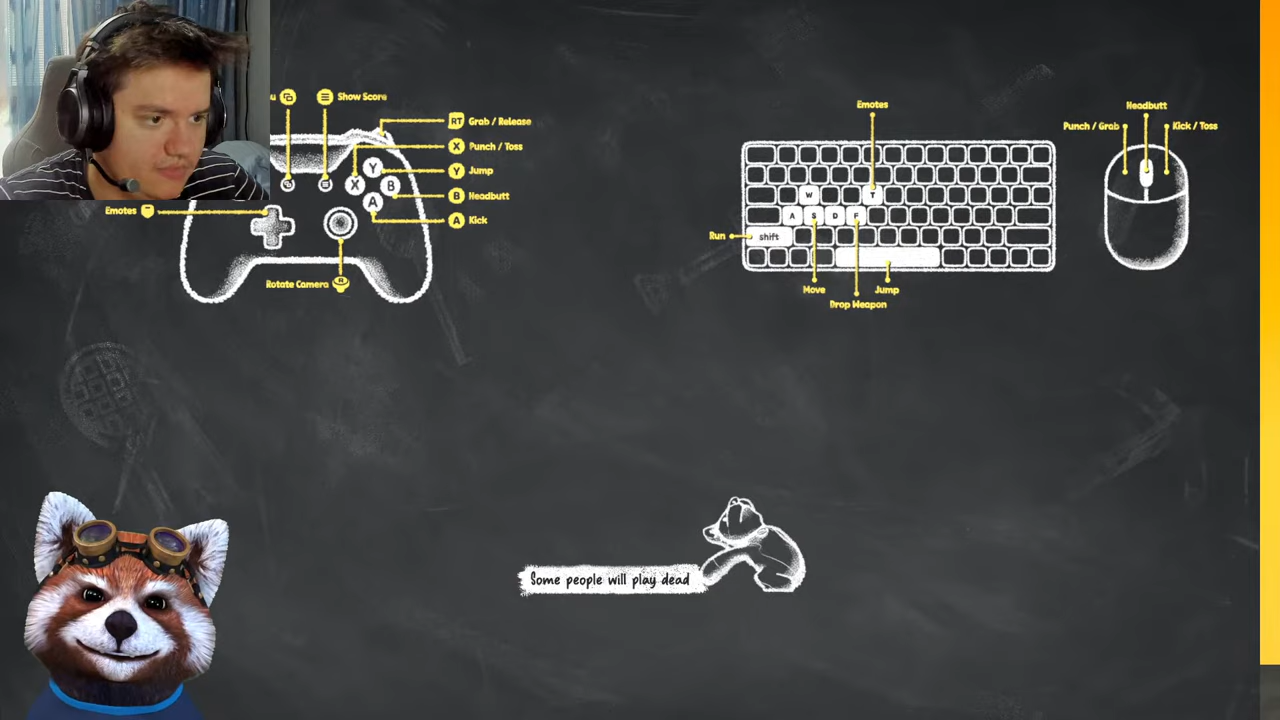 Show Score
RT Grab / Release
X Punch / Toss
Y Jump
B Headbutt
A Kick
Y
X B
A
Emotes
Rotate Camera R
Emotes
W T
A S D F
shift
Run
Move
Jump
Drop Weapon
Headbutt
Punch / Grab
Kick / Toss
Some people will play dead